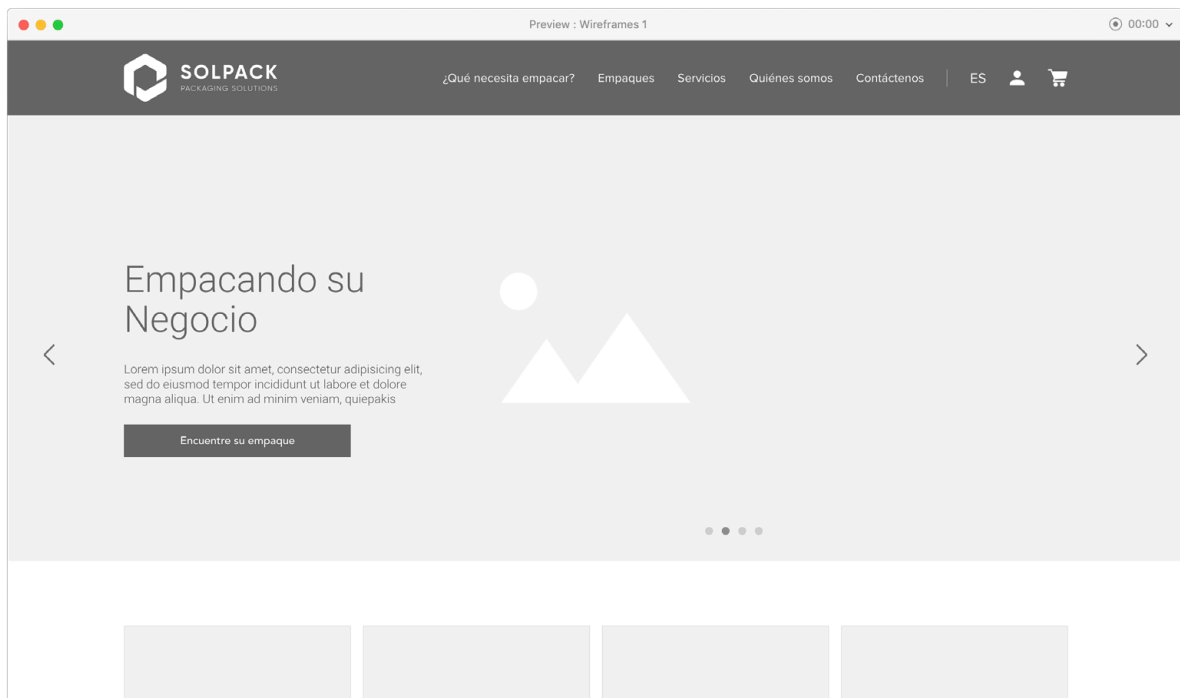 Preview : Wireframes 1
00:00
SOLPACK
PACKAGING SOLUTIONS
¿Qué necesita empacar?
Empaques
Servicios
Quiénes somos
Contáctenos
ES
Empacando su
Negocio
Lorem ipsum dolor sit amet, consectetur adipisicing elit,
sed do eiusmod tempor incididunt ut labore et dolore
magna aliqua. Ut enim ad minim veniam, quiepakis
Encuentre su empaque